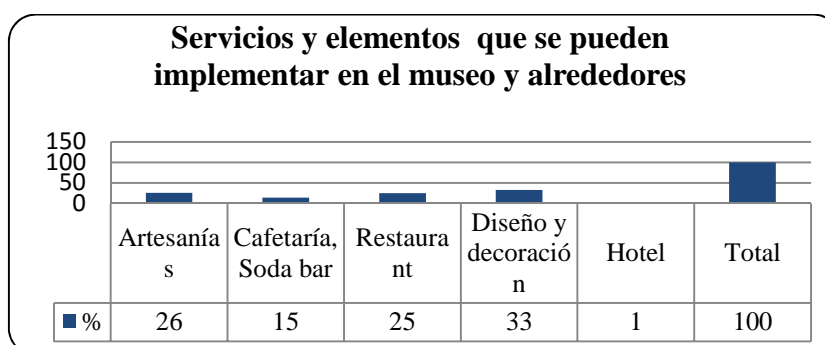 Servicios y elementos que se pueden
implementar en el museo y alrededores
150
100
50
0
Artesanía
s
Cafetaría,
Soda bar
Restaura
nt
Diseño y
decoració
n
Hotel
Total
% 26 15 25 33 1 100